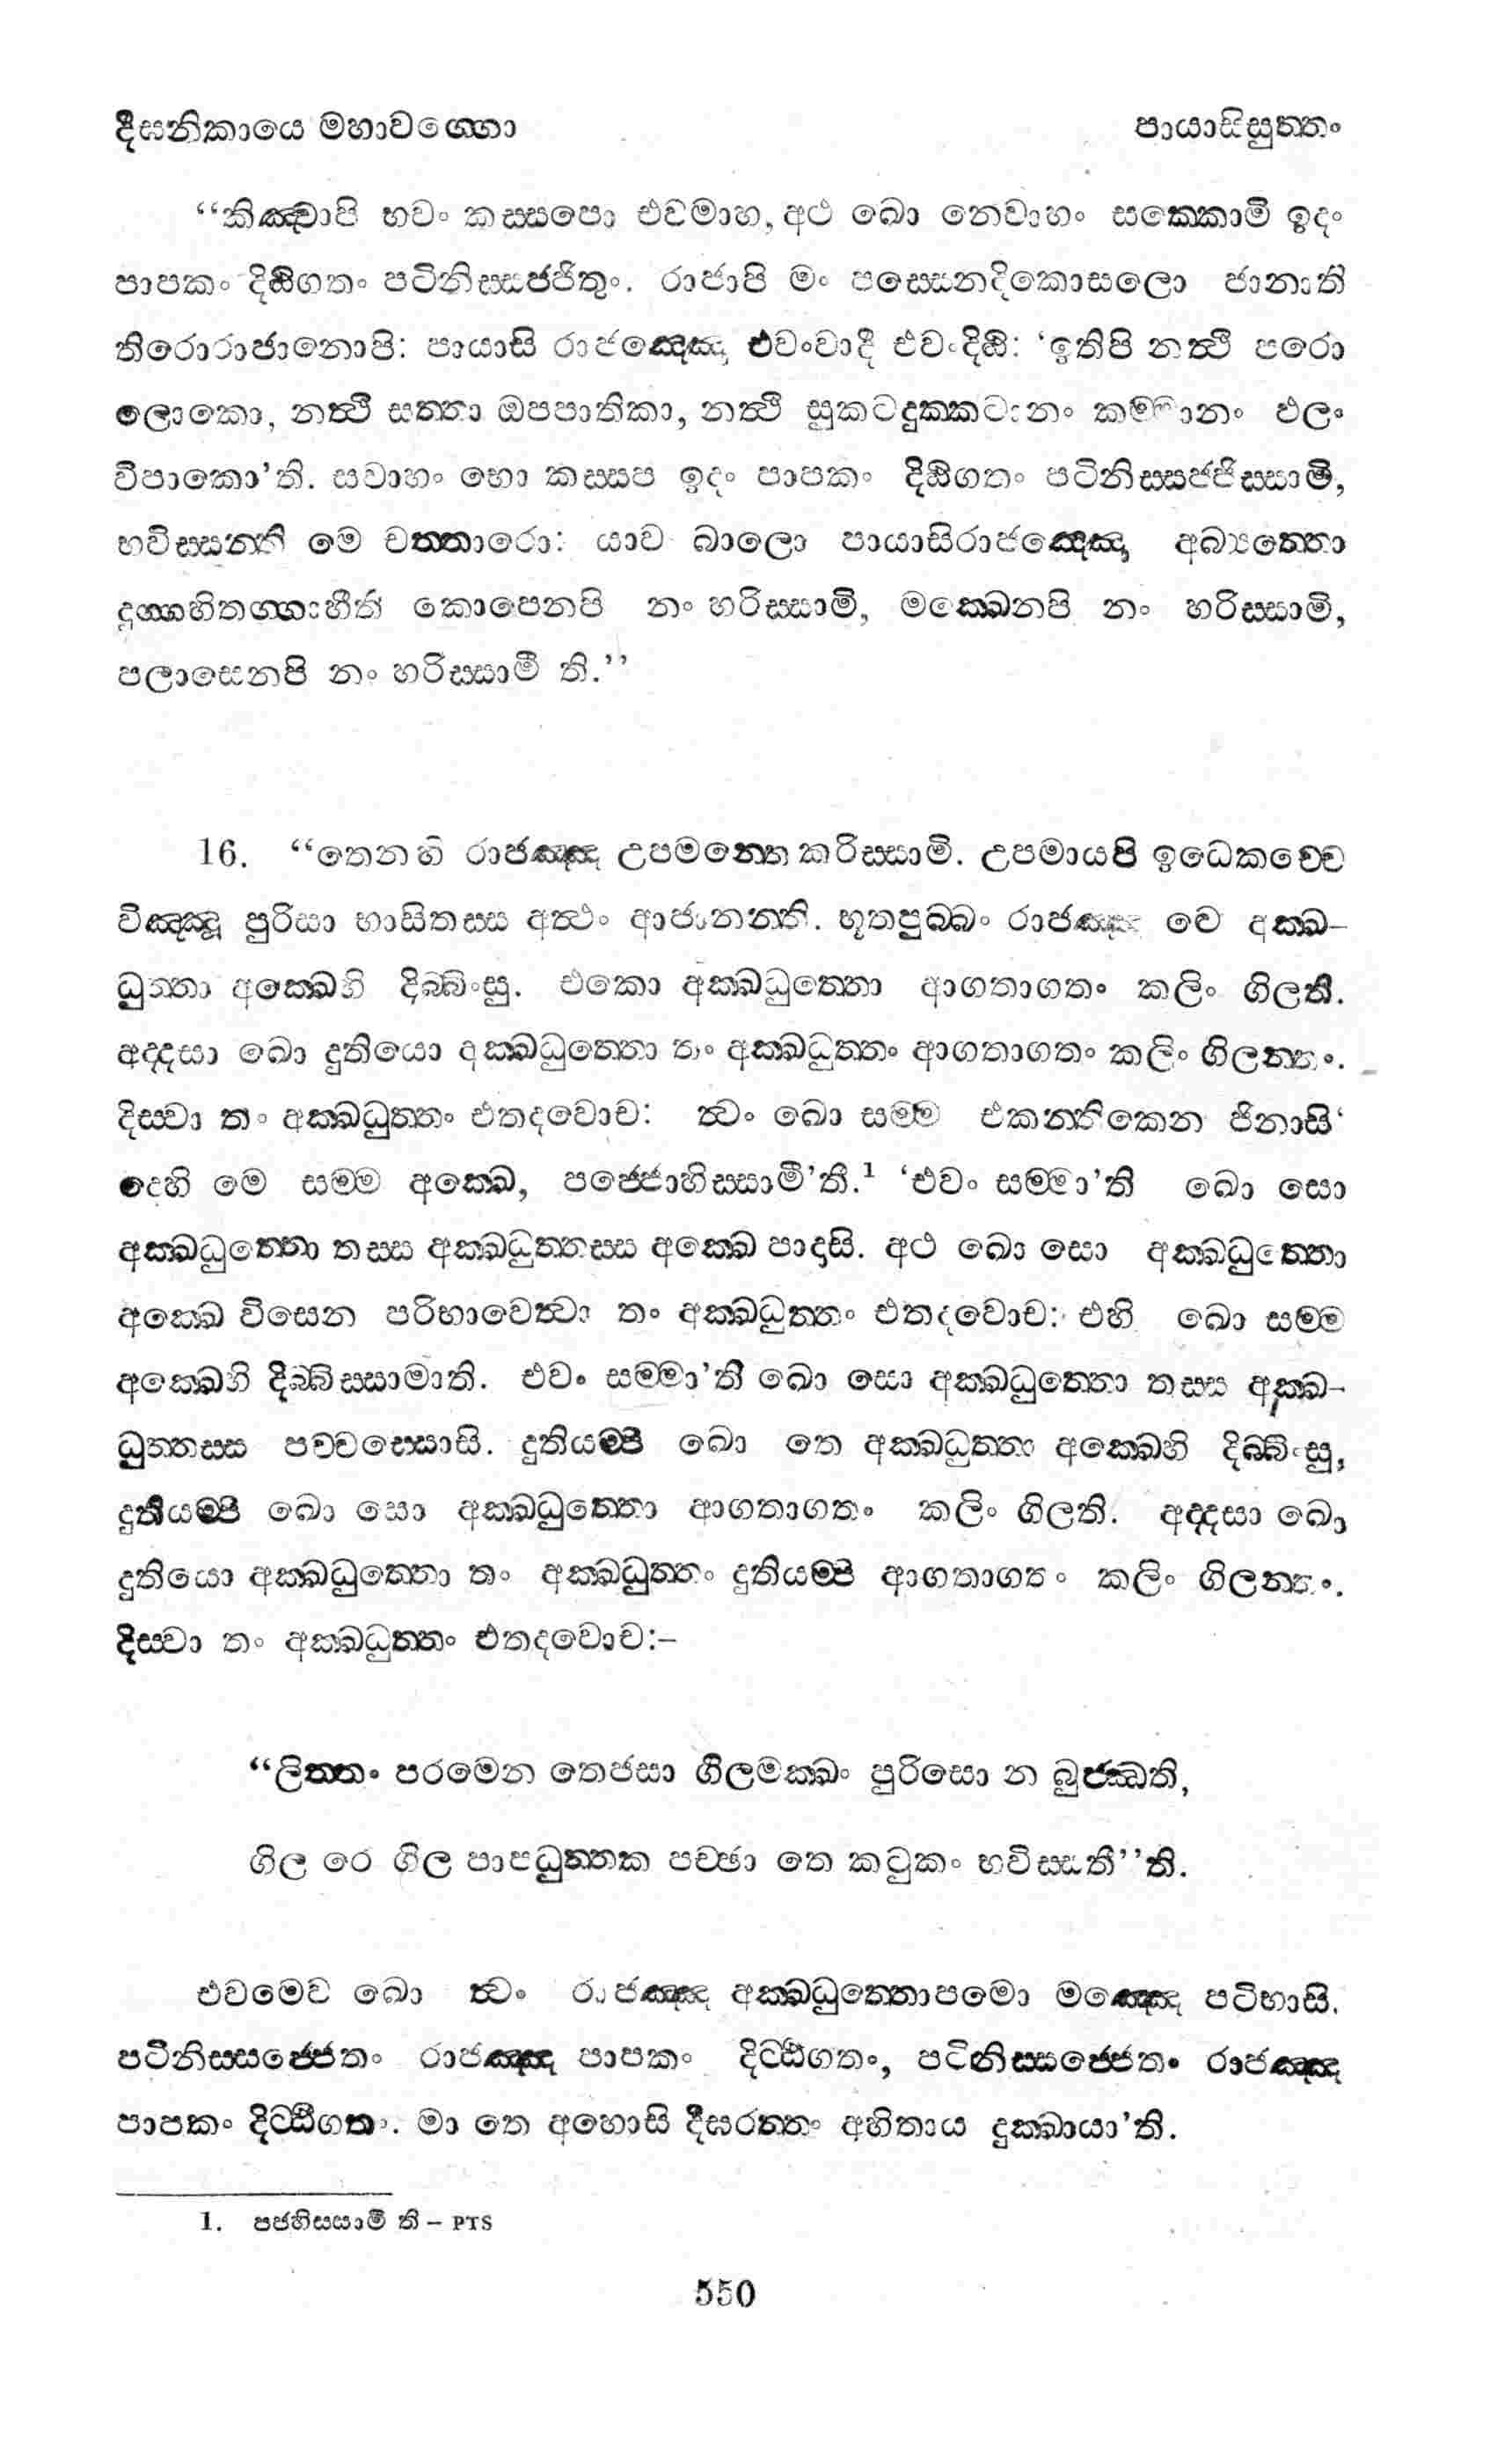 දීඝනිකායෙ මහාවග්ගො පායාසිසුත්තං
“කිඤ්චාපි භවං කස්සපො එවමාහ, අථ ඛො නෙවාහං සක්කොමි ඉදං
පාපකං දිට්ඨිගතං පටිනිස්සජ්ජිතුං. රාජාපි මං පසෙස්නදිකොසලො ජානාති
තිරොරාජානොපි: පායාසි රාජඤ්ඤො එවංවාදී එවංදිට්ඨි: ‘ඉතිපි නත්ථි පරො
ලොකො, නත්ථි සත්තා ඔපපාතිකා, නත්ථි සුකටදුක්කටානං කම්මානං ඵලං
විපාකො’ති. සචාහං භො කස්සප ඉදං පාපකං දිට්ඨිගතං පටිනිස්සජ්ජිස්සාමි,
භවිස්සන්ති මෙ වත්තාරො: යාව බාලො පායාසිරාජඤ්ඤො අබ්‍යත්තො
දුග්ගහිතග්ගාහීති කොපෙනපි නං හරිස්සාමි, මක්ඛෙනපි නං හරිස්සාමි,
පලාසෙනපි නං හරිස්සාමී ති.”
16. “තෙනහි රාජඤ්ඤ උපමන්තෙ කරිස්සාමි. උපමායපි ඉධෙකච්චෙ
විඤ්ඤූ පුරිසා භාසිතස්ස අත්ථං ආජානන්ති. භූතපුබ්බං රාජඤ්ඤ ද්වෙ අක්ඛ-
ධුත්තා අක්ඛෙහි දිබ්බිංසු. එකො අක්ඛධුත්තො ආගතාගතං කලිං ගිලති.
අද්දසා ඛො දුතියො අක්ඛධුත්තො තං අක්ඛධුත්තං ආගතාගතං කලිං ගිලන්තං.
දිස්වා තං අක්ඛධුත්තං එතදවොච: ත්වං ඛො සම්ම එකන්තිකෙන ජිනාසි‘
දෙහි මෙ සම්ම අක්ඛෙ, පජ්ජොහිස්සාමී’ති.1 ‘එවං සම්මා’ති ඛො සො
අක්ඛධුත්තො තස්ස අක්ඛධුත්තස්ස අක්ඛෙ පාදාසි. අථ ඛො සො අක්ඛධුත්තො
අක්ඛෙ විසෙන පරිභාවෙත්වා තං අක්ඛධුත්තං එතදවොච: එහි ඛො සම්ම
අක්ඛෙහි දිබ්බිස්සාමාති. එවං සම්මා’ති ඛො සො අක්ඛධුත්තො තස්ස අක්ඛ-
ධුත්තස්ස පච්චස්සොසි. දුතියම්පි ඛො තෙ අක්ඛධුත්තා අක්ඛෙහි දිබ්බිංසු,
දුතියම්පි ඛො සො අක්ඛධුත්තො ආගතාගතං කලිං ගිලති. අද්දසා ඛො
දුතියො අක්ඛධුත්තො තං අක්ඛධුත්තං දුතියම්පි ආගතාගතං කලිං ගිලන්තං.
දිස්වා තං අක්ඛධුත්තං එතදවොච:–
“ලිත්තං පරමෙන තෙජසා ගිලමක්ඛං පුරිසො න බුජ්ඣති,
ගිල රෙ ගිල පාපධුත්තක පච්ඡා තෙ කටුකං භවිස්සතී”ති.
එවමෙව ඛො ත්වං රාජඤ්ඤ අක්ඛධුත්තොපමො මඤ්ඤෙ පටිභාසි.
පටිනිස්සජ්ජෙතං රාජඤ්ඤ පාපකං දිට්ඨිගතං, පටිනිස්සජ්ජෙතං රාජඤ්ඤ
පාපකං දිට්ඨිගතං. මා තෙ අහොසි දීඝරත්තං අහිතාය දුක්ඛායා’ති.
1. පජහිස්සාමී ති – PTS
550